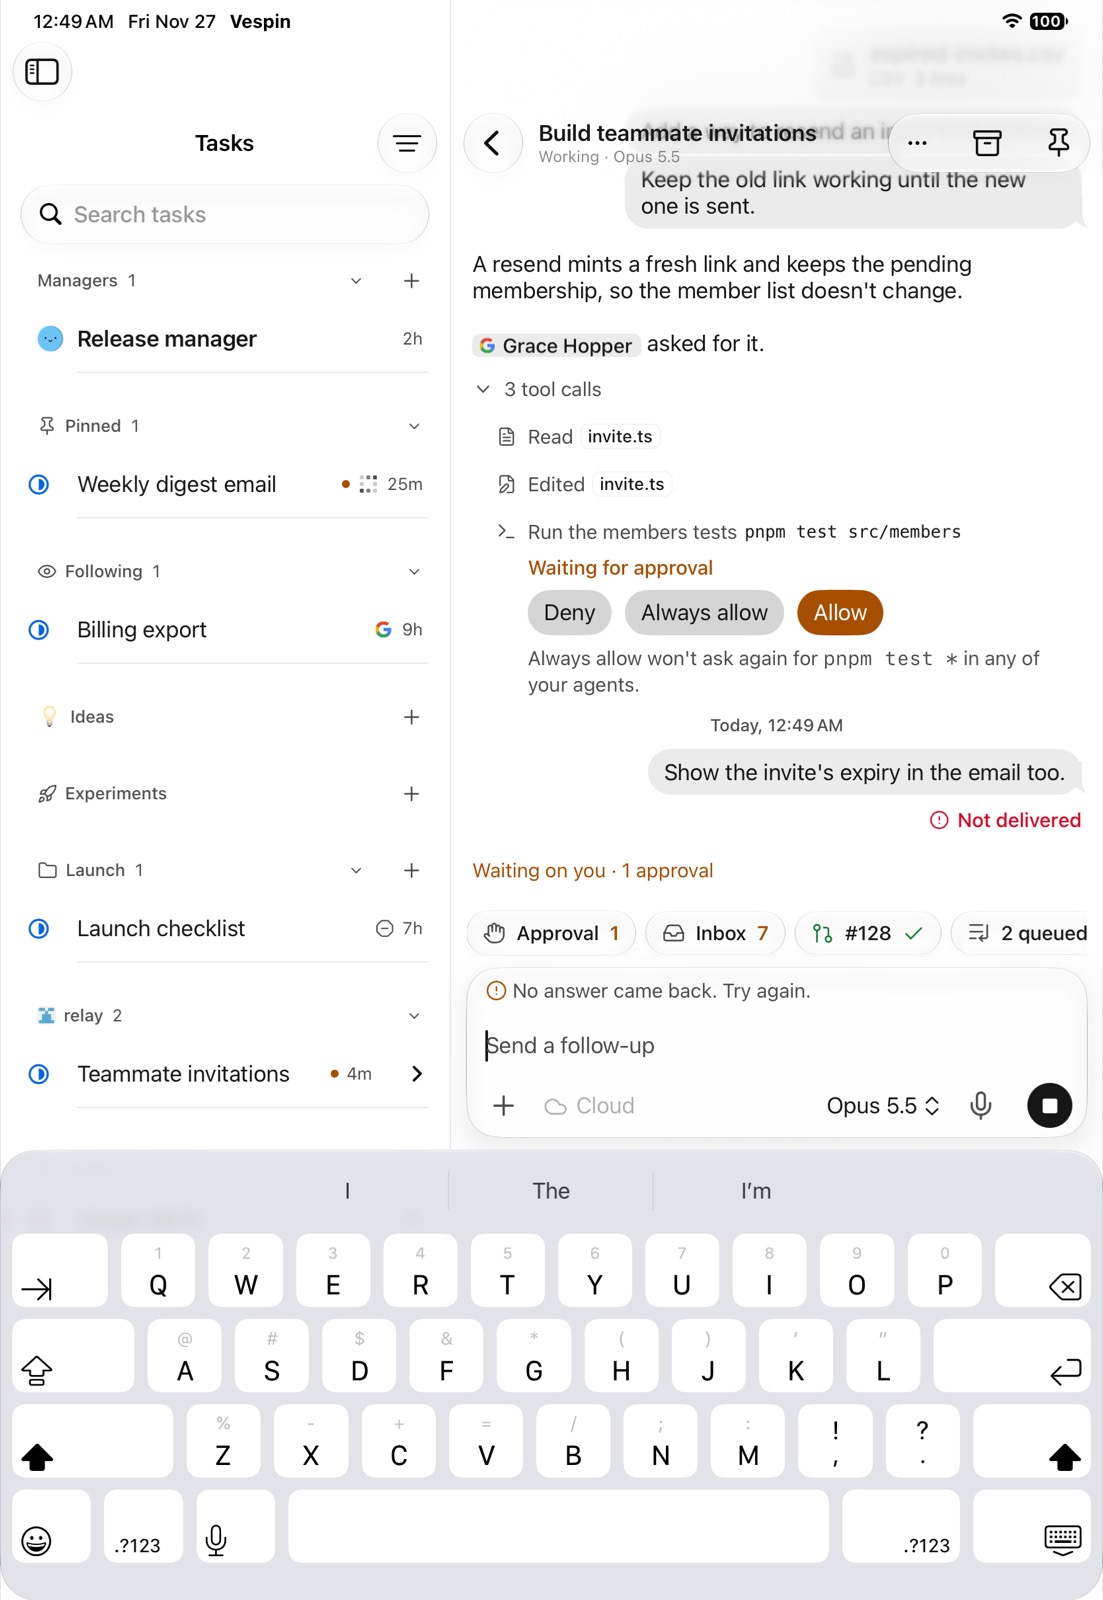 12:49 AM Fri Nov 27 Vespin
100
Tasks
Search tasks
Managers 1
Release manager 2h
Pinned 1
Weekly digest email 25m
Following 1
Billing export 9h
Ideas
Experiments
Launch 1
Launch checklist 7h
relay 2
Teammate invitations 4m
expired-invites.csv
Build teammate invitations
Working · Opus 5.5
Keep the old link working until the new
one is sent.
A resend mints a fresh link and keeps the pending
membership, so the member list doesn't change.
Grace Hopper asked for it.
3 tool calls
Read invite.ts
Edited invite.ts
Run the members tests pnpm test src/members
Waiting for approval
Deny Always allow Allow
Always allow won't ask again for pnpm test * in any of
your agents.
Today, 12:49 AM
Show the invite's expiry in the email too.
Not delivered
Waiting on you · 1 approval
Approval 1 Inbox 7 #128 2 queued
No answer came back. Try again.
Send a follow-up
Cloud Opus 5.5
I The I'm
1 2 3 4 5 6 7 8 9 0
Q W E R T Y U I O P
@ # $ & * ( ) ' "
A S D F G H J K L
% - + = / ; : ! ?
Z X C V B N M , .
.?123 .?123